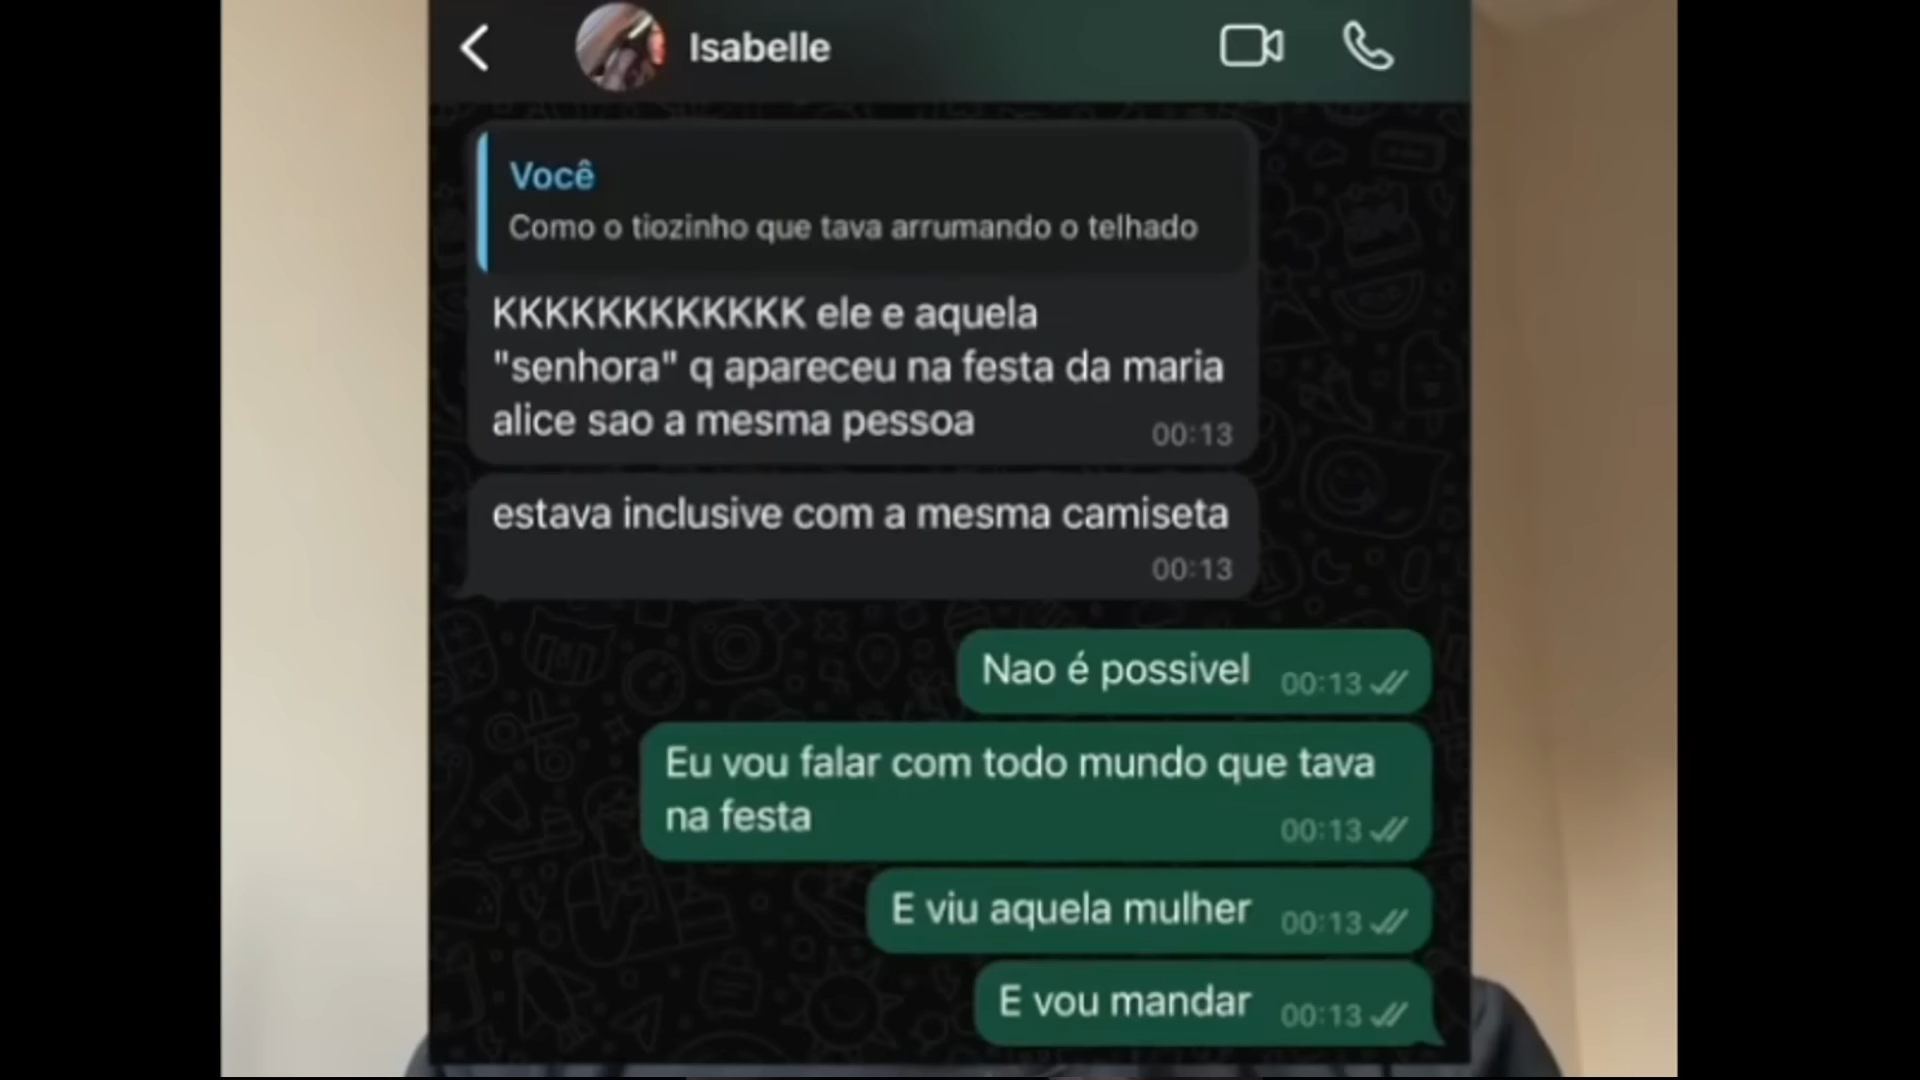 Isabelle
Você
Como o tiozinho que tava arrumando o telhado
KKKKKKKKKKKK ele e aquela
"senhora" q apareceu na festa da maria
alice sao a mesma pessoa
00:13
estava inclusive com a mesma camiseta
00:13
Nao é possivel 00:13
Eu vou falar com todo mundo que tava
na festa 00:13
E viu aquela mulher 00:13
E vou mandar 00:13